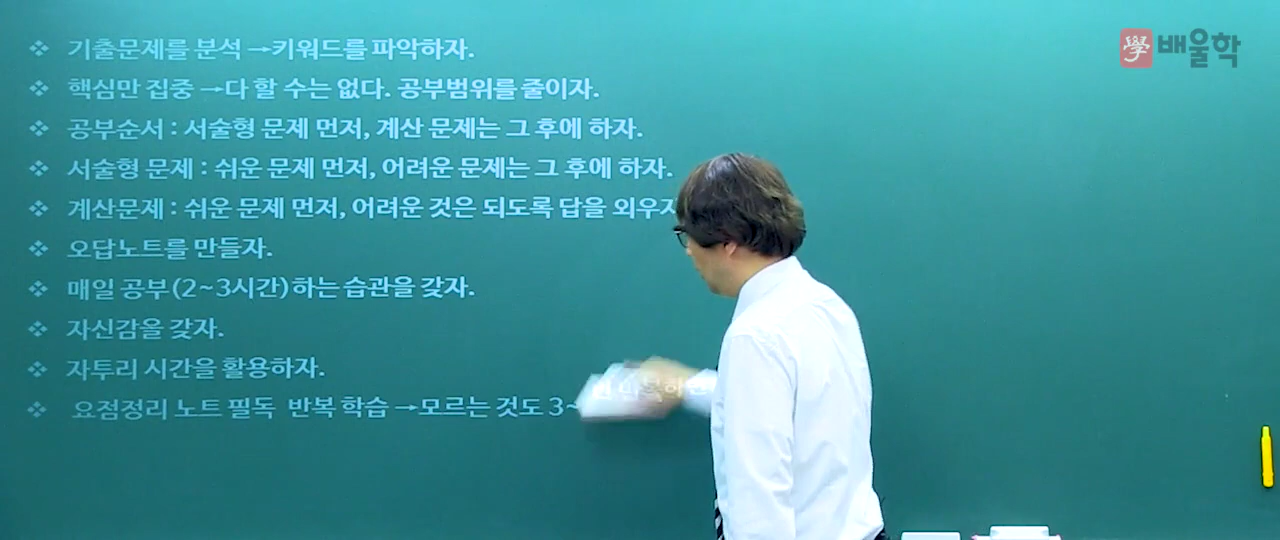 學 배울학
❖ 기출문제를 분석 →키워드를 파악하자.
❖ 핵심만 집중 →다 할 수는 없다. 공부범위를 줄이자.
❖ 공부순서 : 서술형 문제 먼저, 계산 문제는 그 후에 하자.
❖ 서술형 문제 : 쉬운 문제 먼저, 어려운 문제는 그 후에 하자.
❖ 계산문제 : 쉬운 문제 먼저, 어려운 것은 되도록 답을 외우자
❖ 오답노트를 만들자.
❖ 매일 공부(2~3시간)하는 습관을 갖자.
❖ 자신감을 갖자.
❖ 자투리 시간을 활용하자.
❖ 요점정리 노트 필독 반복 학습 →모르는 것도 3~